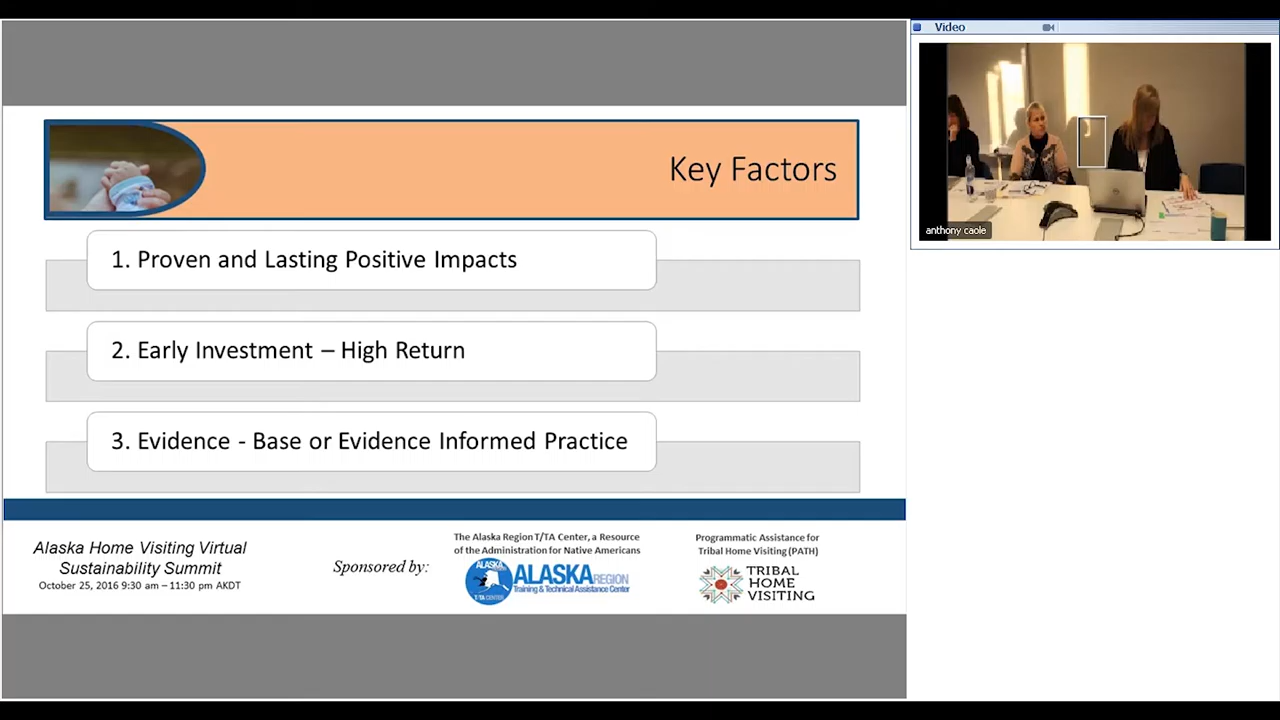 Key Factors
1. Proven and Lasting Positive Impacts
2. Early Investment – High Return
3. Evidence - Base or Evidence Informed Practice
Alaska Home Visiting Virtual
Sustainability Summit
October 25, 2016 9:30 am – 11:30 pm AKDT
Sponsored by:
The Alaska Region T/TA Center, a Resource
of the Administration for Native Americans
ALASKA
T/TA CENTER
ALASKA REGION
Training & Technical Assistance Center
Programmatic Assistance for
Tribal Home Visiting (PATH)
TRIBAL
HOME
VISITING
Video
anthony caole